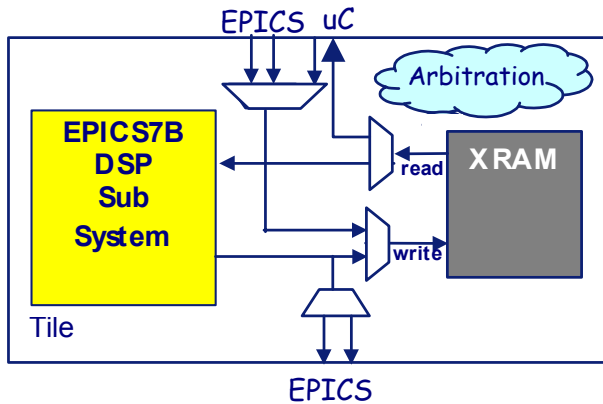 EPICS uC
Arbitration
EPICS7B
DSP
Sub
System
XRAM
read
write
Tile
EPICS